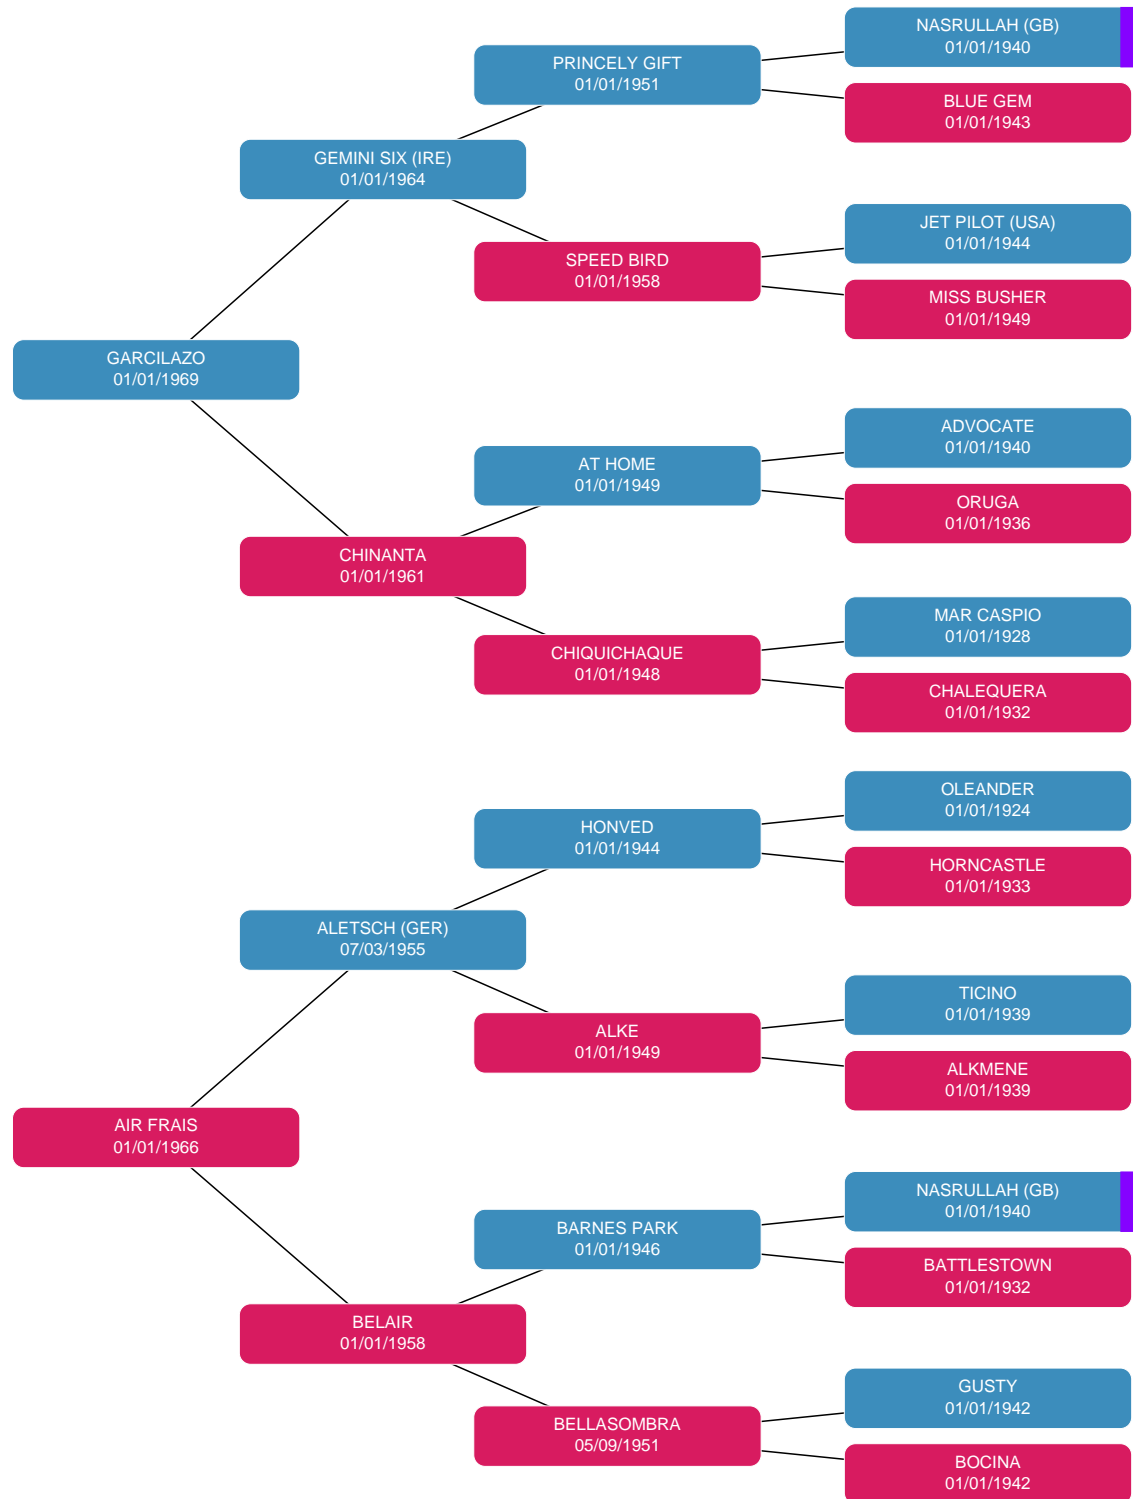 NASRULLAH (GB)
01/01/1940
PRINCELY GIFT
01/01/1951
BLUE GEM
01/01/1943
GEMINI SIX (IRE)
01/01/1964
JET PILOT (USA)
01/01/1944
SPEED BIRD
01/01/1958
MISS BUSHER
01/01/1949
GARCILAZO
01/01/1969
ADVOCATE
01/01/1940
AT HOME
01/01/1949
ORUGA
01/01/1936
CHINANTA
01/01/1961
MAR CASPIO
01/01/1928
CHIQUICHAQUE
01/01/1948
CHALEQUERA
01/01/1932
OLEANDER
01/01/1924
HONVED
01/01/1944
HORNCASTLE
01/01/1933
ALETSCH (GER)
07/03/1955
TICINO
01/01/1939
ALKE
01/01/1949
ALKMENE
01/01/1939
AIR FRAIS
01/01/1966
NASRULLAH (GB)
01/01/1940
BARNES PARK
01/01/1946
BATTLESTOWN
01/01/1932
BELAIR
01/01/1958
GUSTY
01/01/1942
BELLASOMBRA
05/09/1951
BOCINA
01/01/1942